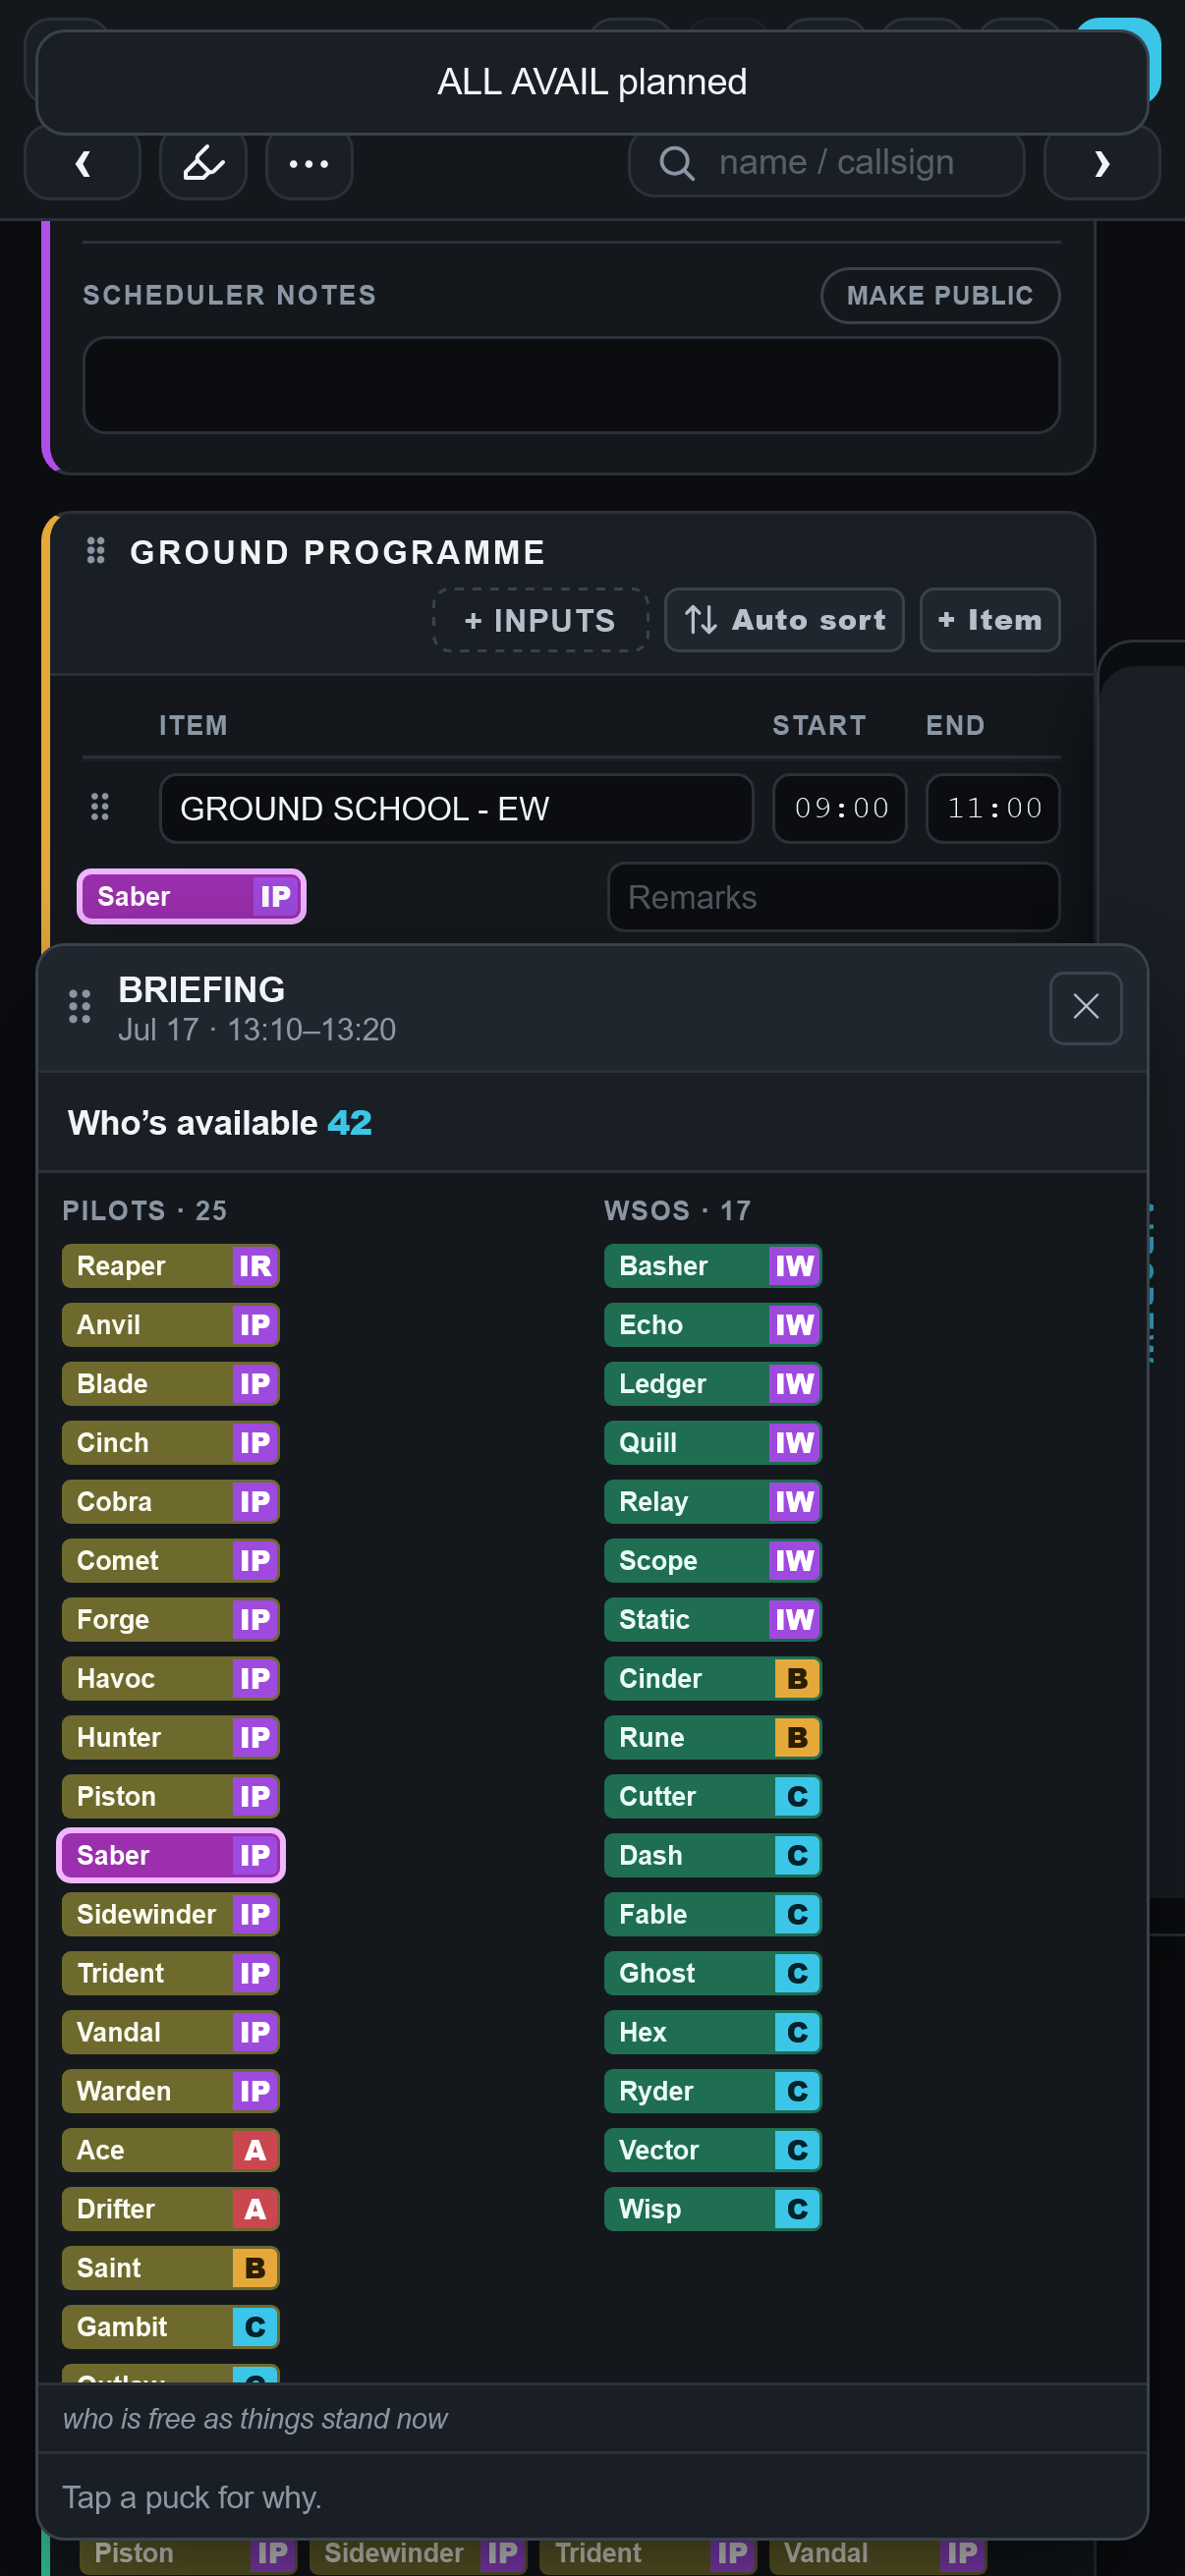 ALL AVAIL planned
name / callsign
SCHEDULER NOTES
MAKE PUBLIC
GROUND PROGRAMME
+ INPUTS
Auto sort
+ Item
ITEM START END
GROUND SCHOOL - EW 09:00 11:00
Saber IP
Remarks
BRIEFING
Jul 17 · 13:10–13:20
Who’s available 42
PILOTS · 25
Reaper IR
Anvil IP
Blade IP
Cinch IP
Cobra IP
Comet IP
Forge IP
Havoc IP
Hunter IP
Piston IP
Saber IP
Sidewinder IP
Trident IP
Vandal IP
Warden IP
Ace A
Drifter A
Saint B
Gambit C
WSOS · 17
Basher IW
Echo IW
Ledger IW
Quill IW
Relay IW
Scope IW
Static IW
Cinder B
Rune B
Cutter C
Dash C
Fable C
Ghost C
Hex C
Ryder C
Vector C
Wisp C
who is free as things stand now
Tap a puck for why.
Piston IP Sidewinder IP Trident IP Vandal IP